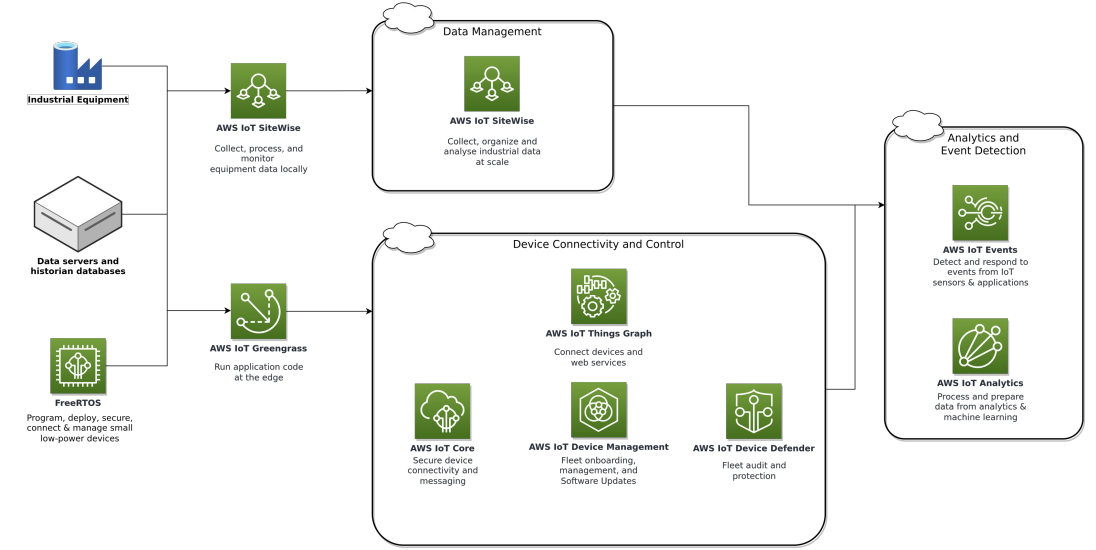 Industrial Equipment
Data servers and
historian databases
FreeRTOS
Program, deploy, secure,
connect & manage small
low-power devices
AWS IoT SiteWise
Collect, process, and
monitor
equipment data locally
AWS IoT Greengrass
Run application code
at the edge
Data Management
AWS IoT SiteWise
Collect, organize and
analyse industrial data
at scale
Device Connectivity and Control
AWS IoT Things Graph
Connect devices and
web services
AWS IoT Core
Secure device
connectivity and
messaging
AWS IoT Device Management
Fleet onboarding,
management, and
Software Updates
AWS IoT Device Defender
Fleet audit and
protection
Analytics and
Event Detection
AWS IoT Events
Detect and respond to
events from IoT
sensors & applications
AWS IoT Analytics
Process and prepare
data from analytics &
machine learning